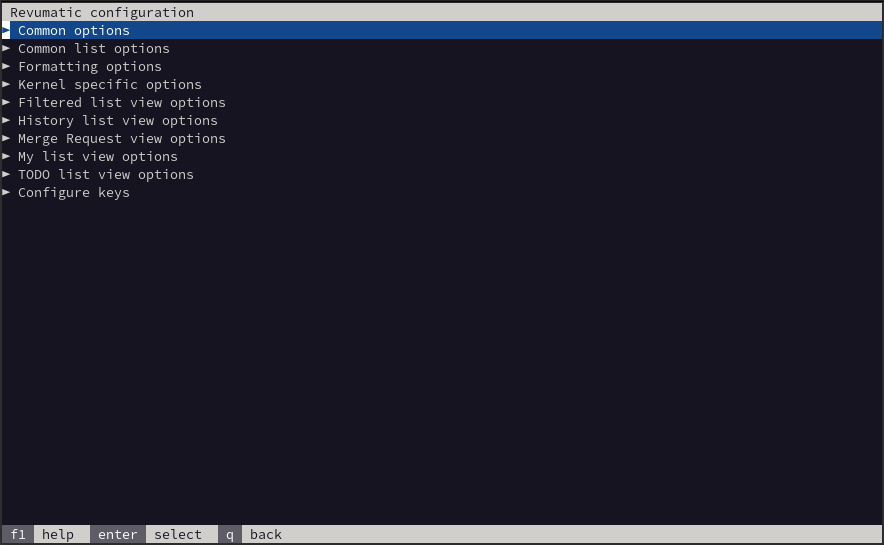 Revumatic configuration
► Common options
► Common list options
► Formatting options
► Kernel specific options
► Filtered list view options
► History list view options
► Merge Request view options
► My list view options
► TODO list view options
► Configure keys
f1 help enter select q back